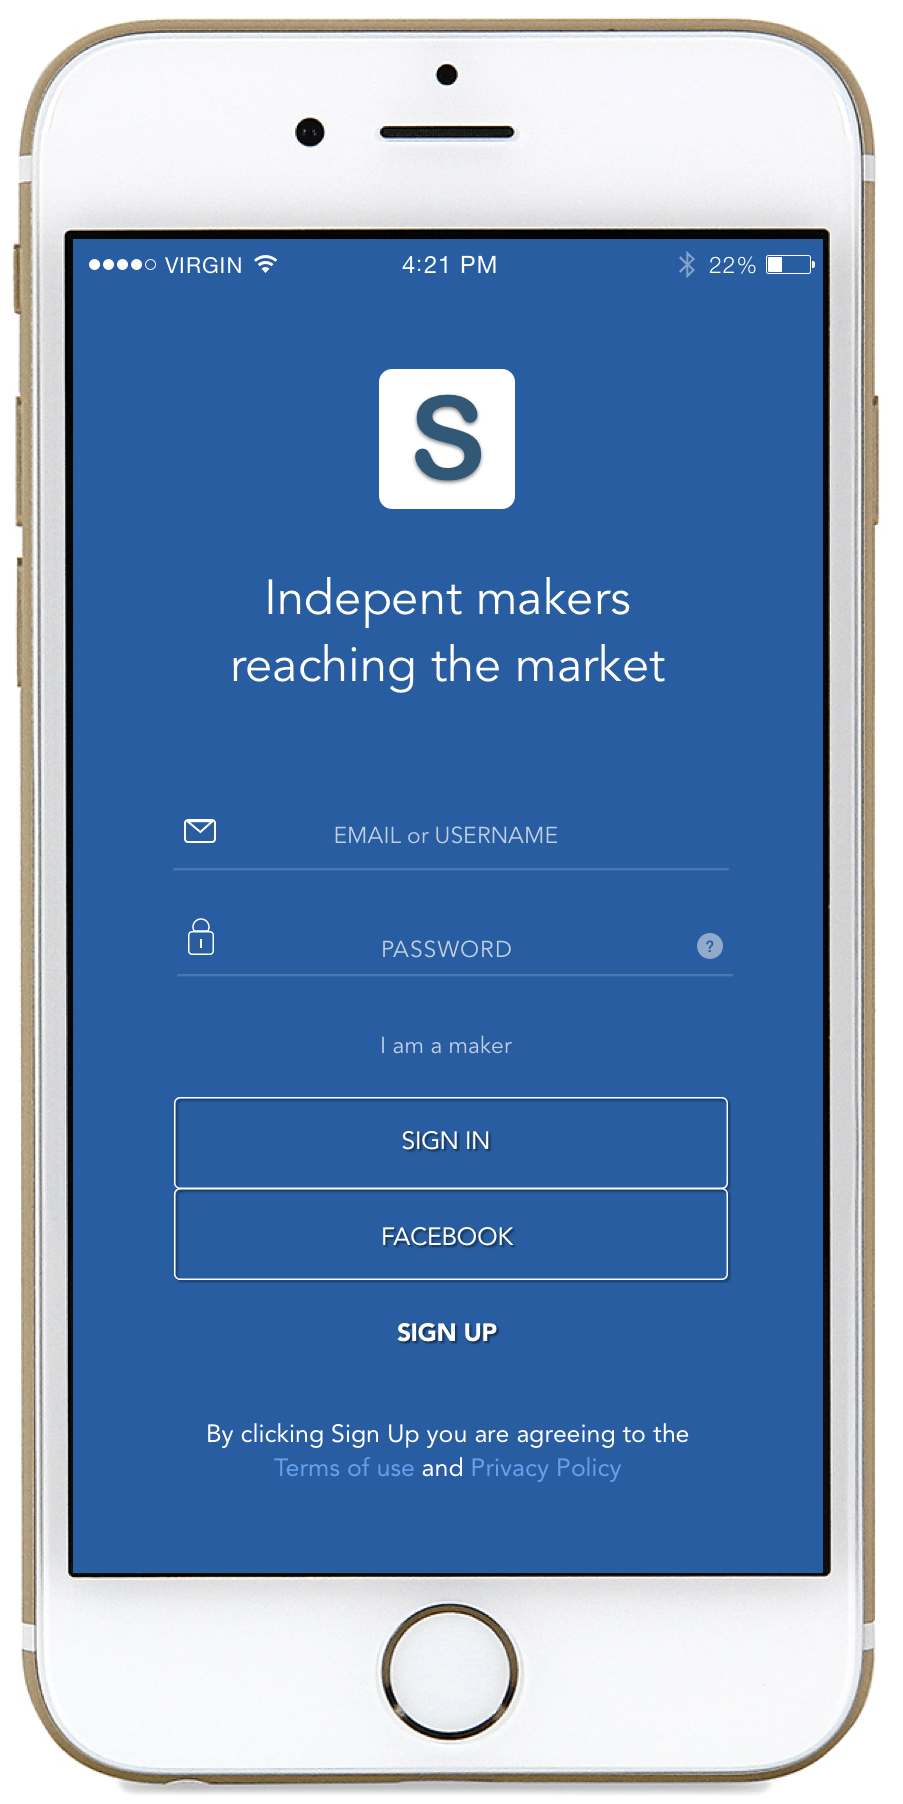 VIRGIN 4:21 PM 22%
S
Indepent makers
reaching the market
EMAIL or USERNAME
PASSWORD ?
I am a maker
SIGN IN
FACEBOOK
SIGN UP
By clicking Sign Up you are agreeing to the
Terms of use and Privacy Policy